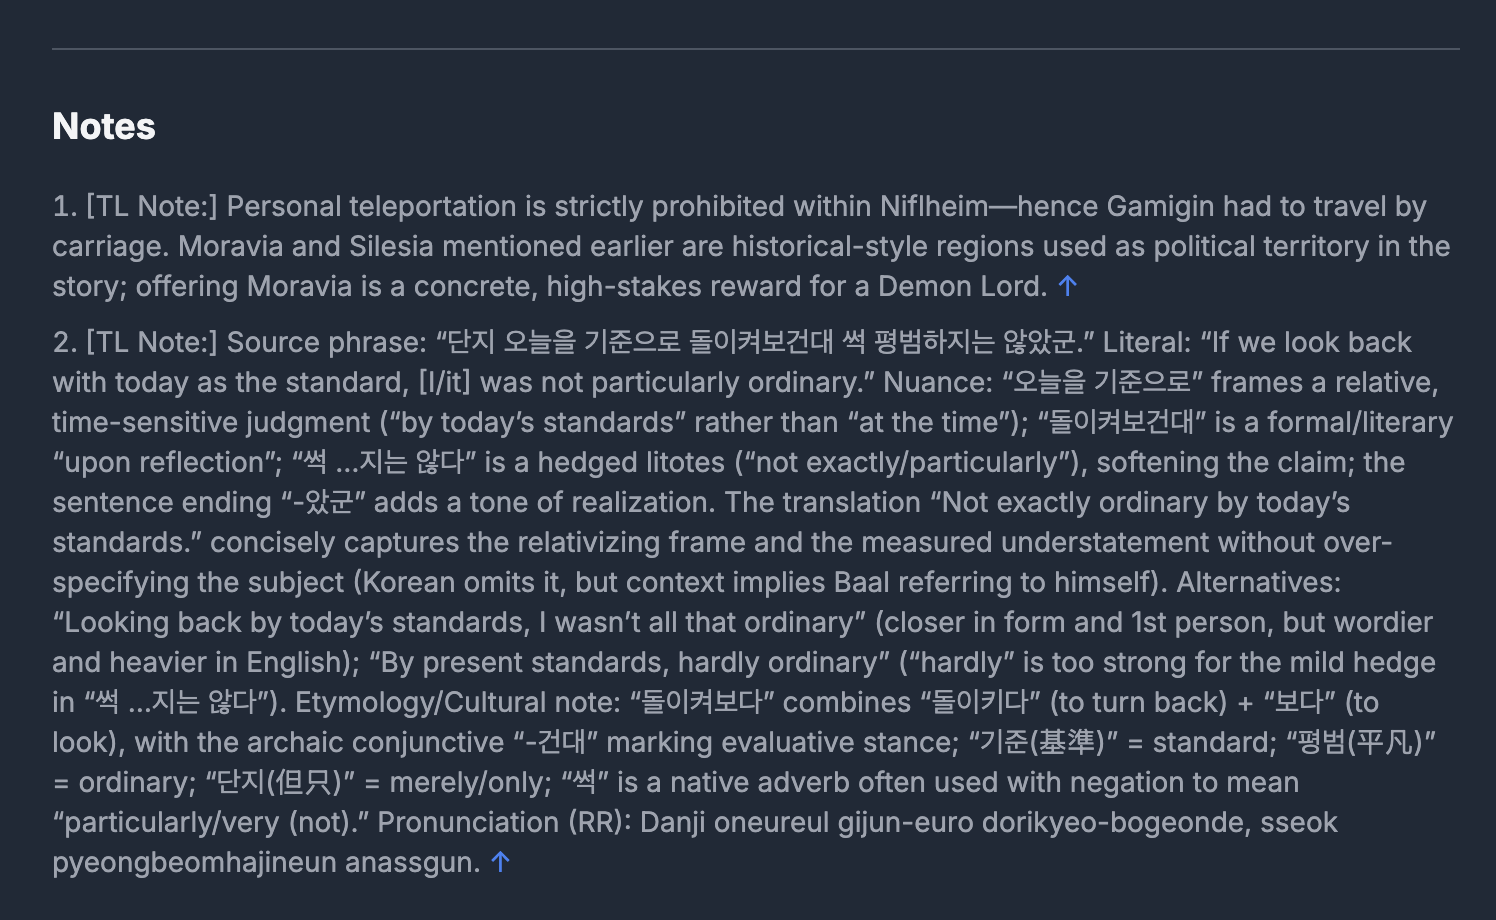 Notes
1. [TL Note:] Personal teleportation is strictly prohibited within Niflheim—hence Gamigin had to travel by
carriage. Moravia and Silesia mentioned earlier are historical-style regions used as political territory in the
story; offering Moravia is a concrete, high-stakes reward for a Demon Lord. ↑
2. [TL Note:] Source phrase: “단지 오늘을 기준으로 돌이켜보건대 썩 평범하지는 않았군.” Literal: “If we look back
with today as the standard, [I/it] was not particularly ordinary.” Nuance: “오늘을 기준으로” frames a relative,
time-sensitive judgment (“by today’s standards” rather than “at the time”); “돌이켜보건대” is a formal/literary
“upon reflection”; “썩 …지는 않다” is a hedged litotes (“not exactly/particularly”), softening the claim; the
sentence ending “-았군” adds a tone of realization. The translation “Not exactly ordinary by today’s
standards.” concisely captures the relativizing frame and the measured understatement without over-
specifying the subject (Korean omits it, but context implies Baal referring to himself). Alternatives:
“Looking back by today’s standards, I wasn’t all that ordinary” (closer in form and 1st person, but wordier
and heavier in English); “By present standards, hardly ordinary” (“hardly” is too strong for the mild hedge
in “썩 …지는 않다”). Etymology/Cultural note: “돌이켜보다” combines “돌이키다” (to turn back) + “보다” (to
look), with the archaic conjunctive “-건대” marking evaluative stance; “기준(基準)” = standard; “평범(平凡)”
= ordinary; “단지(但只)” = merely/only; “썩” is a native adverb often used with negation to mean
“particularly/very (not).” Pronunciation (RR): Danji oneureul gijun-euro dorikyeo-bogeonde, sseok
pyeongbeomhajineun anassgun. ↑